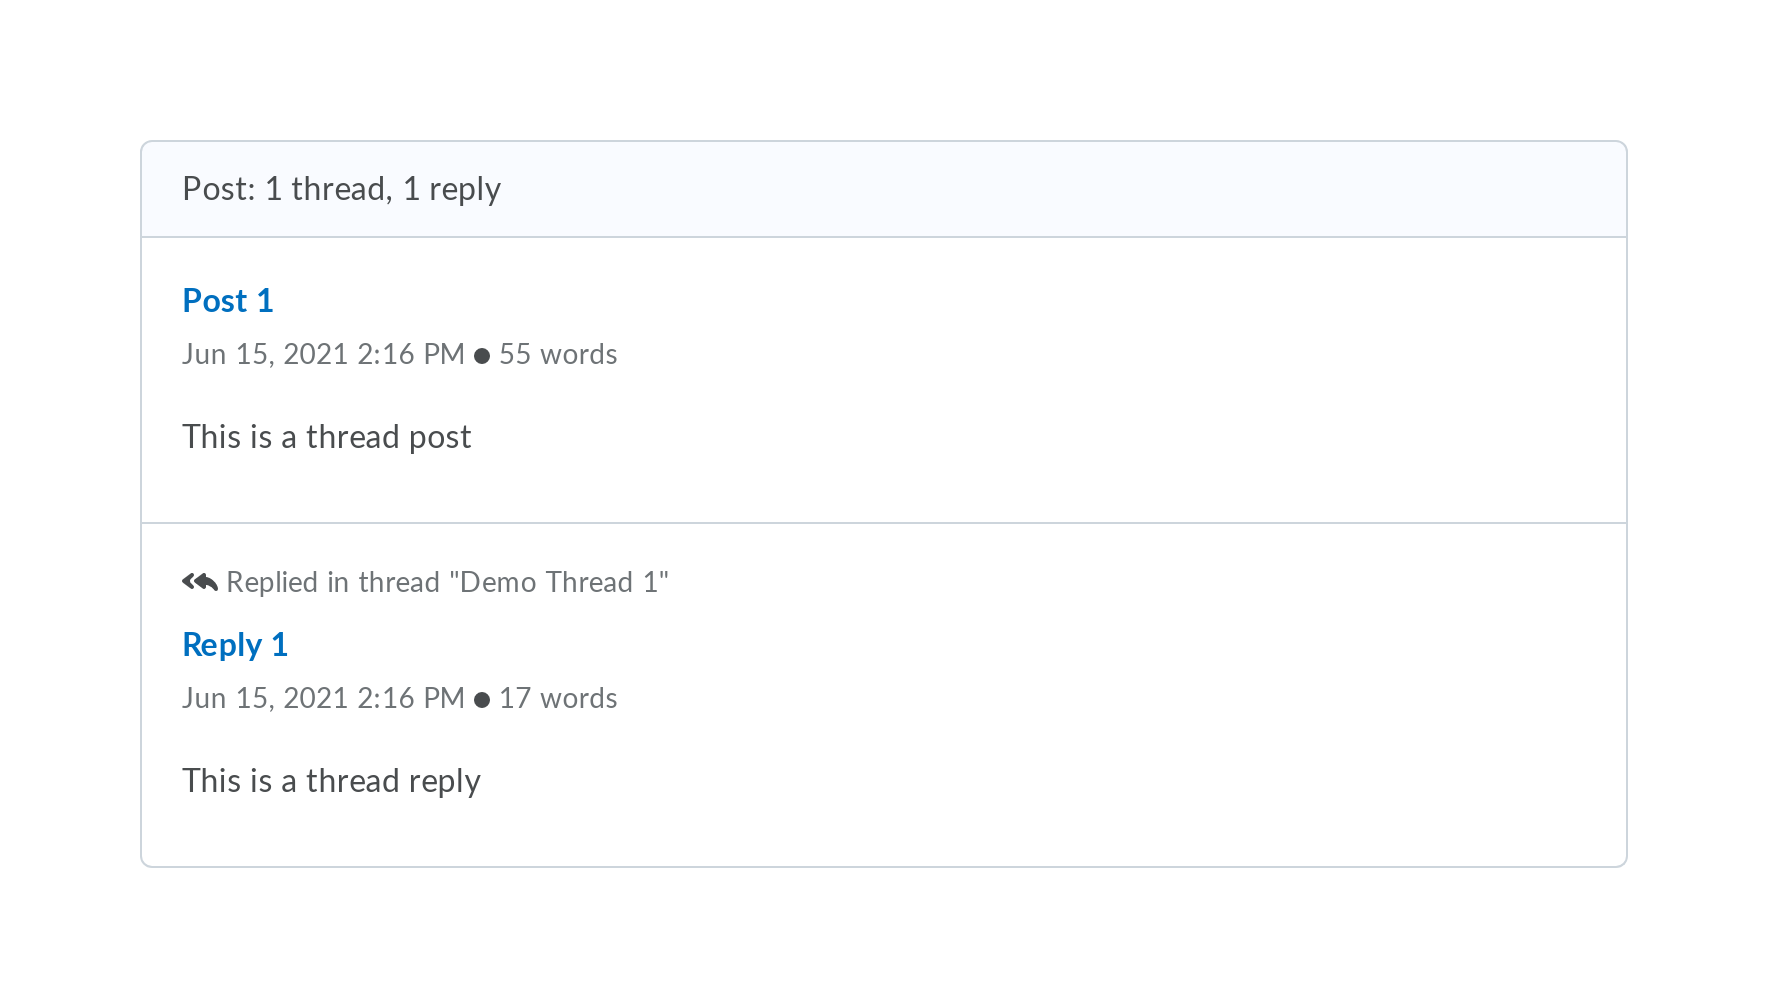 Post: 1 thread, 1 reply
Post 1
Jun 15, 2021 2:16 PM ● 55 words
This is a thread post
Replied in thread "Demo Thread 1"
Reply 1
Jun 15, 2021 2:16 PM ● 17 words
This is a thread reply